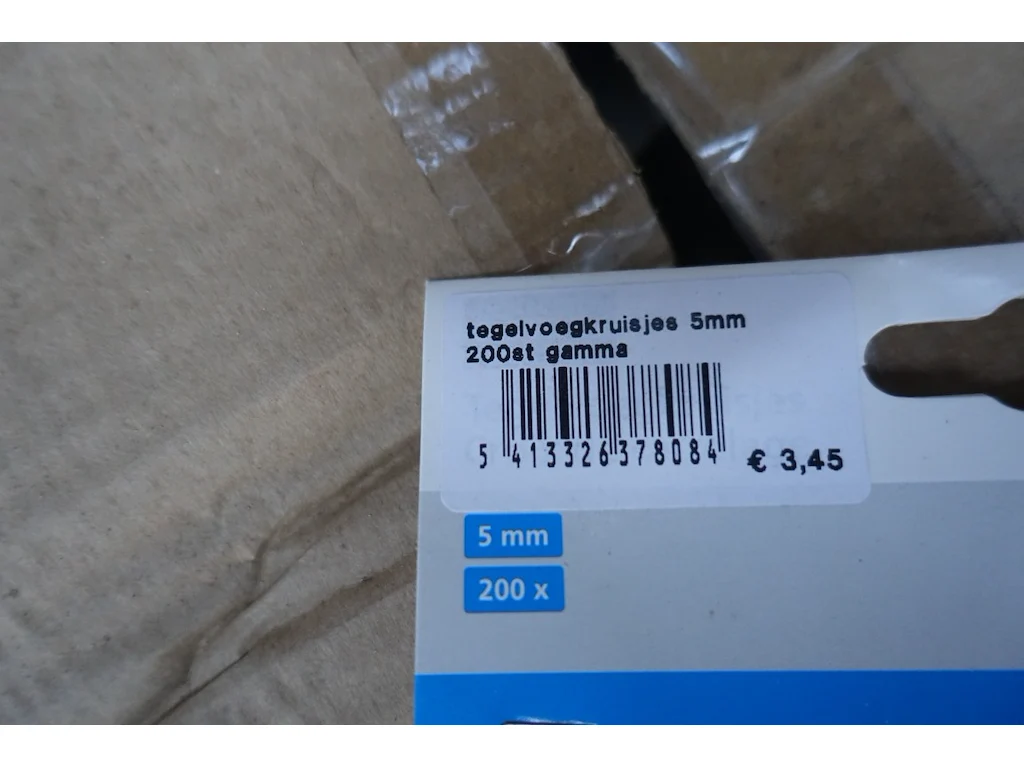 tegelvoegkruisjes 5mm
200st gamma
5 413326 378084
€ 3,45
5 mm
200 x